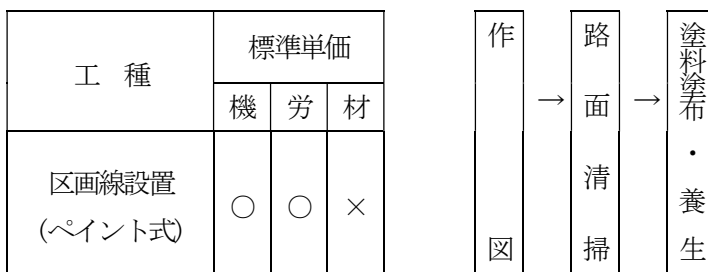 工 種
標準単価
機 労 材
区画線設置
(ペイント式)
○ ○ ×
作図
→
路面清掃
→
塗料塗布・養生